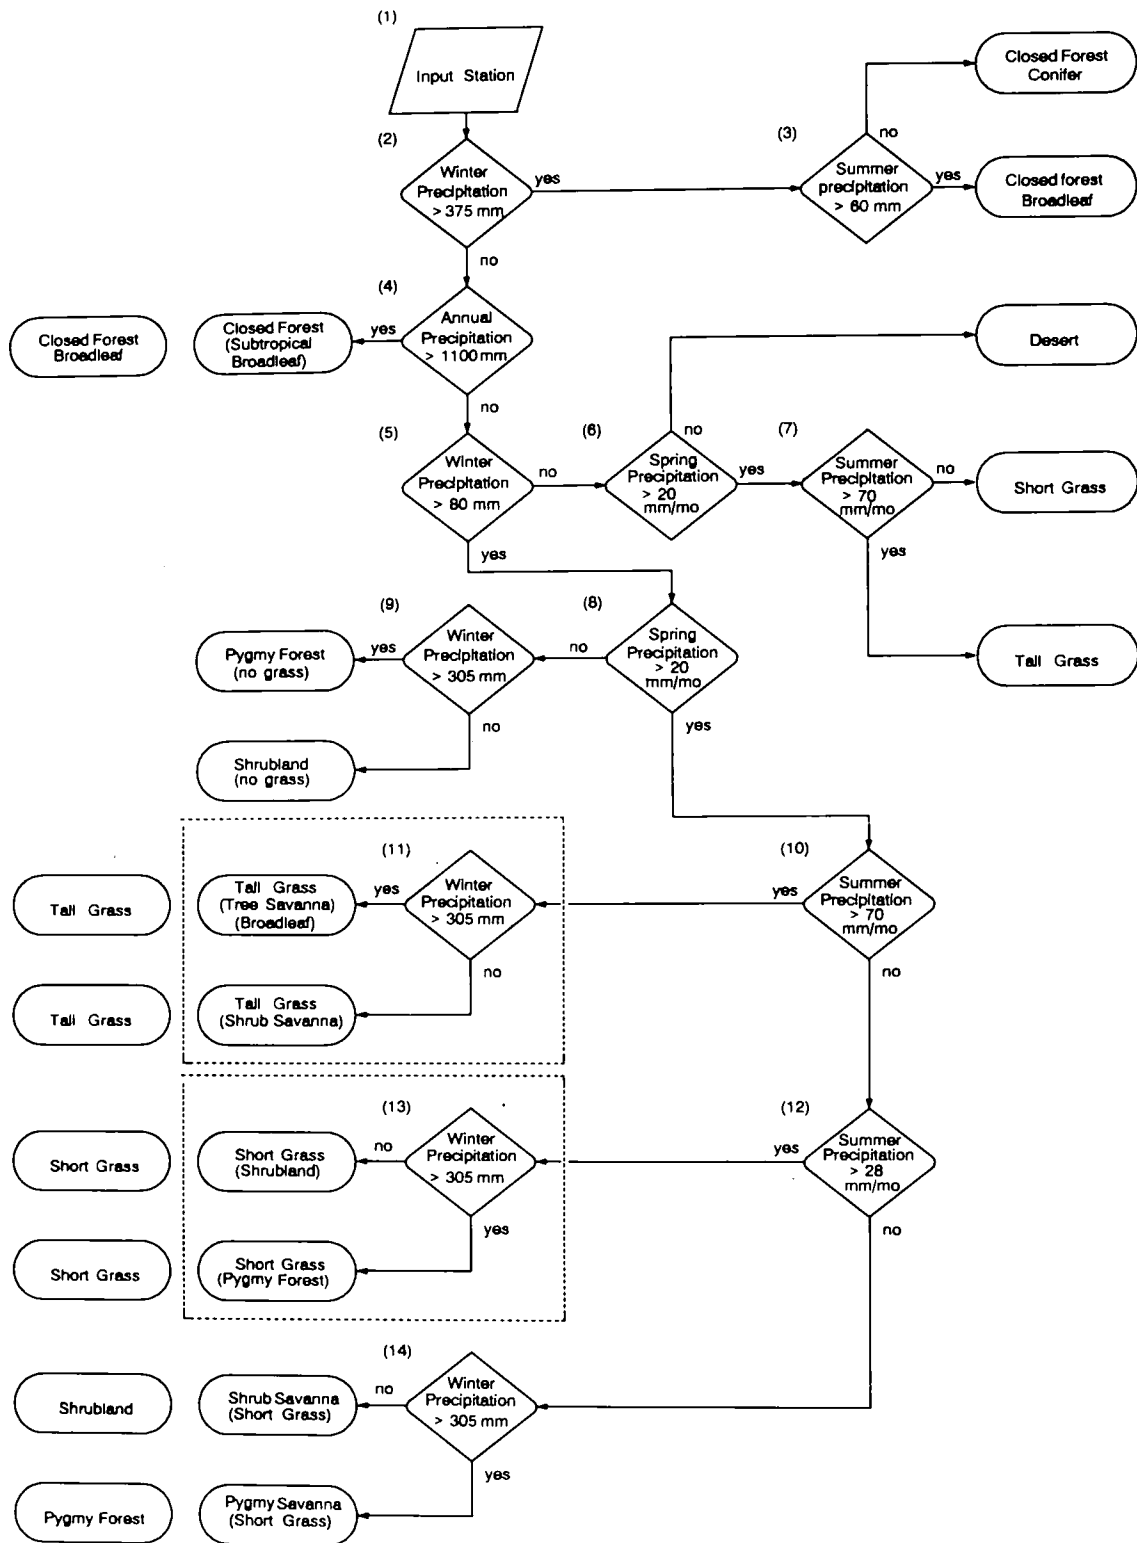 (1)
Input Station
(2)
Winter
Precipitation
> 375 mm
yes
no
(3)
Summer
precipitation
> 60 mm
no
yes
Closed Forest
Conifer
Closed forest
Broadleaf
(4)
Annual
Precipitation
> 1100 mm
yes
no
Closed Forest
(Subtropical
Broadleaf)
Closed Forest
Broadleaf
(5)
Winter
Precipitation
> 80 mm
no
yes
(6)
Spring
Precipitation
> 20
mm/mo
no
yes
Desert
(7)
Summer
Precipitation
> 70
mm/mo
no
yes
Short Grass
Tall Grass
(8)
Spring
Precipitation
> 20
mm/mo
no
yes
(9)
Winter
Precipitation
> 305 mm
yes
no
Pygmy Forest
(no grass)
Shrubland
(no grass)
(10)
Summer
Precipitation
> 70
mm/mo
yes
no
(11)
Winter
Precipitation
> 305 mm
yes
no
Tall Grass
(Tree Savanna)
(Broadleaf)
Tall Grass
Tall Grass
(Shrub Savanna)
Tall Grass
(12)
Summer
Precipitation
> 28
mm/mo
yes
no
(13)
Winter
Precipitation
> 305 mm
no
yes
Short Grass
(Shrubland)
Short Grass
Short Grass
(Pygmy Forest)
Short Grass
(14)
Winter
Precipitation
> 305 mm
no
yes
Shrub Savanna
(Short Grass)
Shrubland
Pygmy Savanna
(Short Grass)
Pygmy Forest